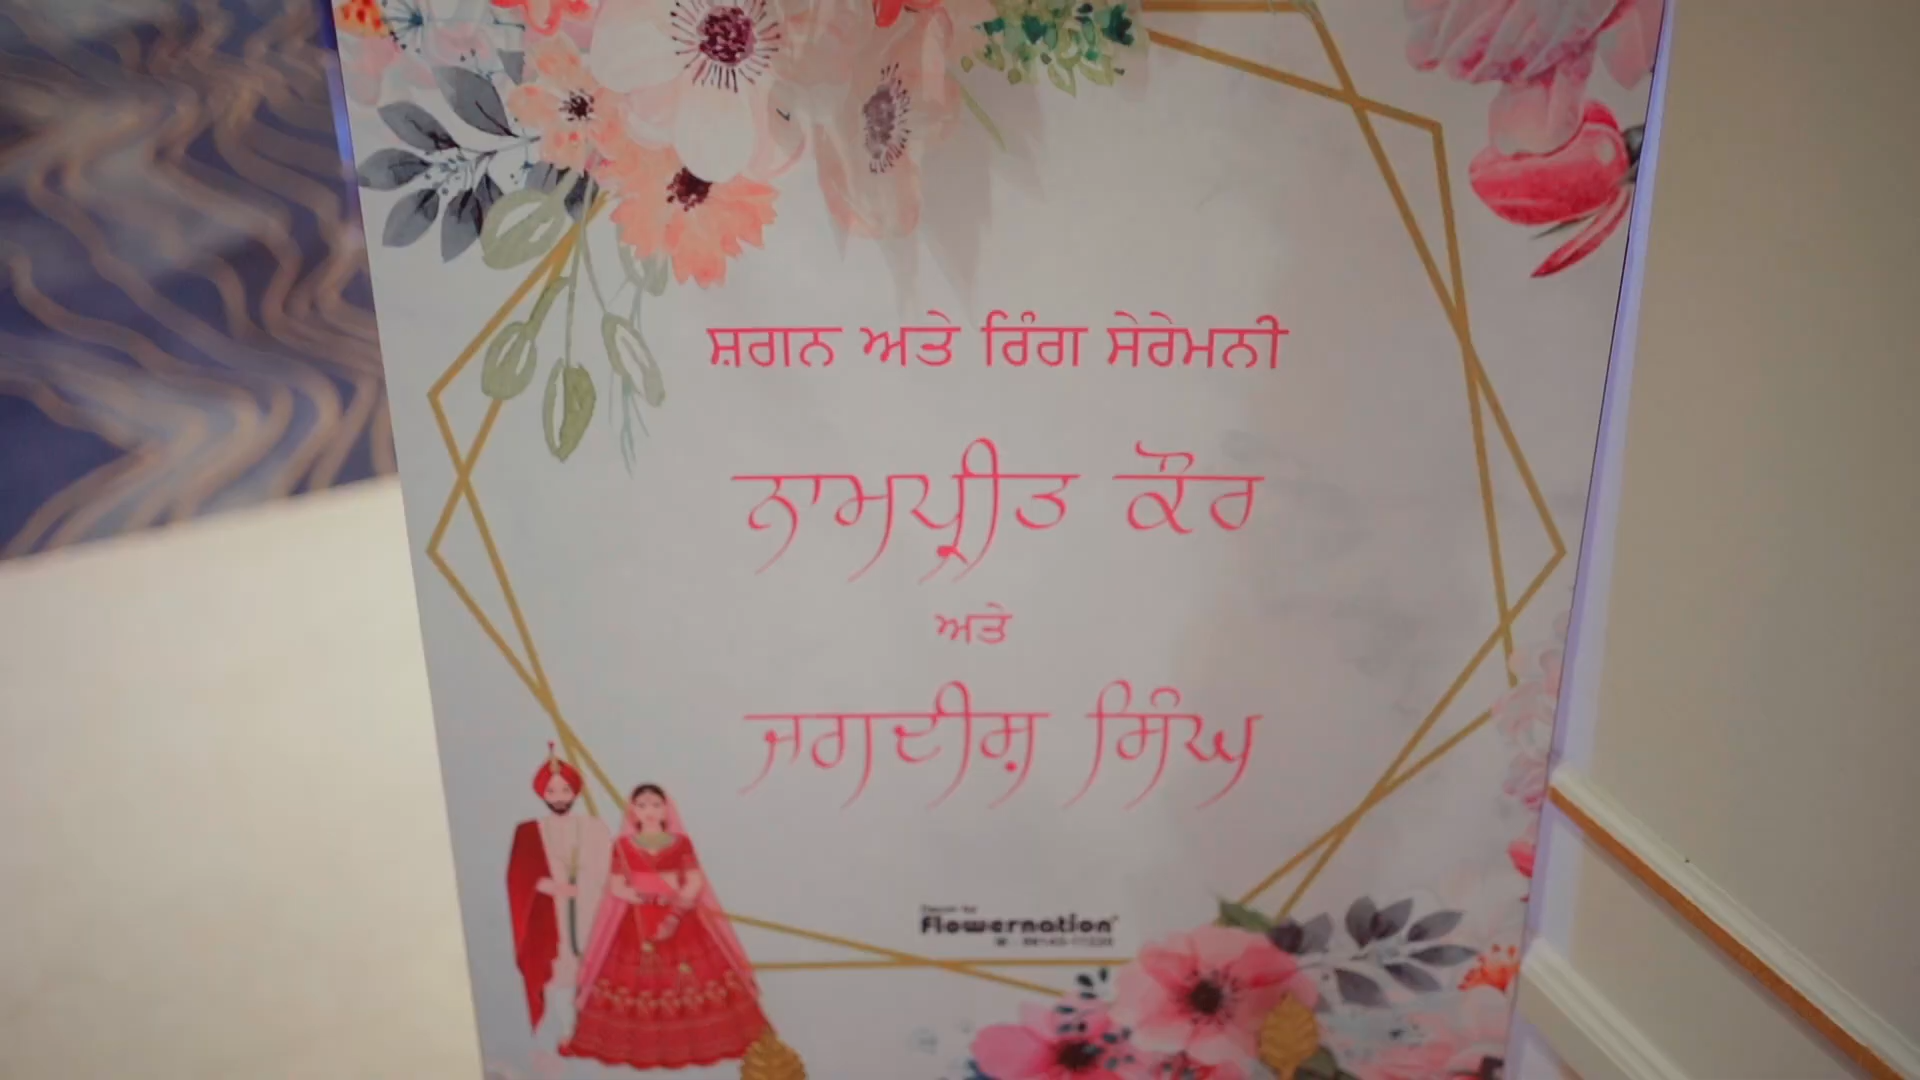 ਸ਼ਗਨ ਅਤੇ ਰਿੰਗ ਸੇਰੇਮਨੀ
ਨਾਮਪ੍ਰੀਤ ਕੌਰ
ਅਤੇ
ਜਗਦੀਸ਼ ਸਿੰਘ
flowernation